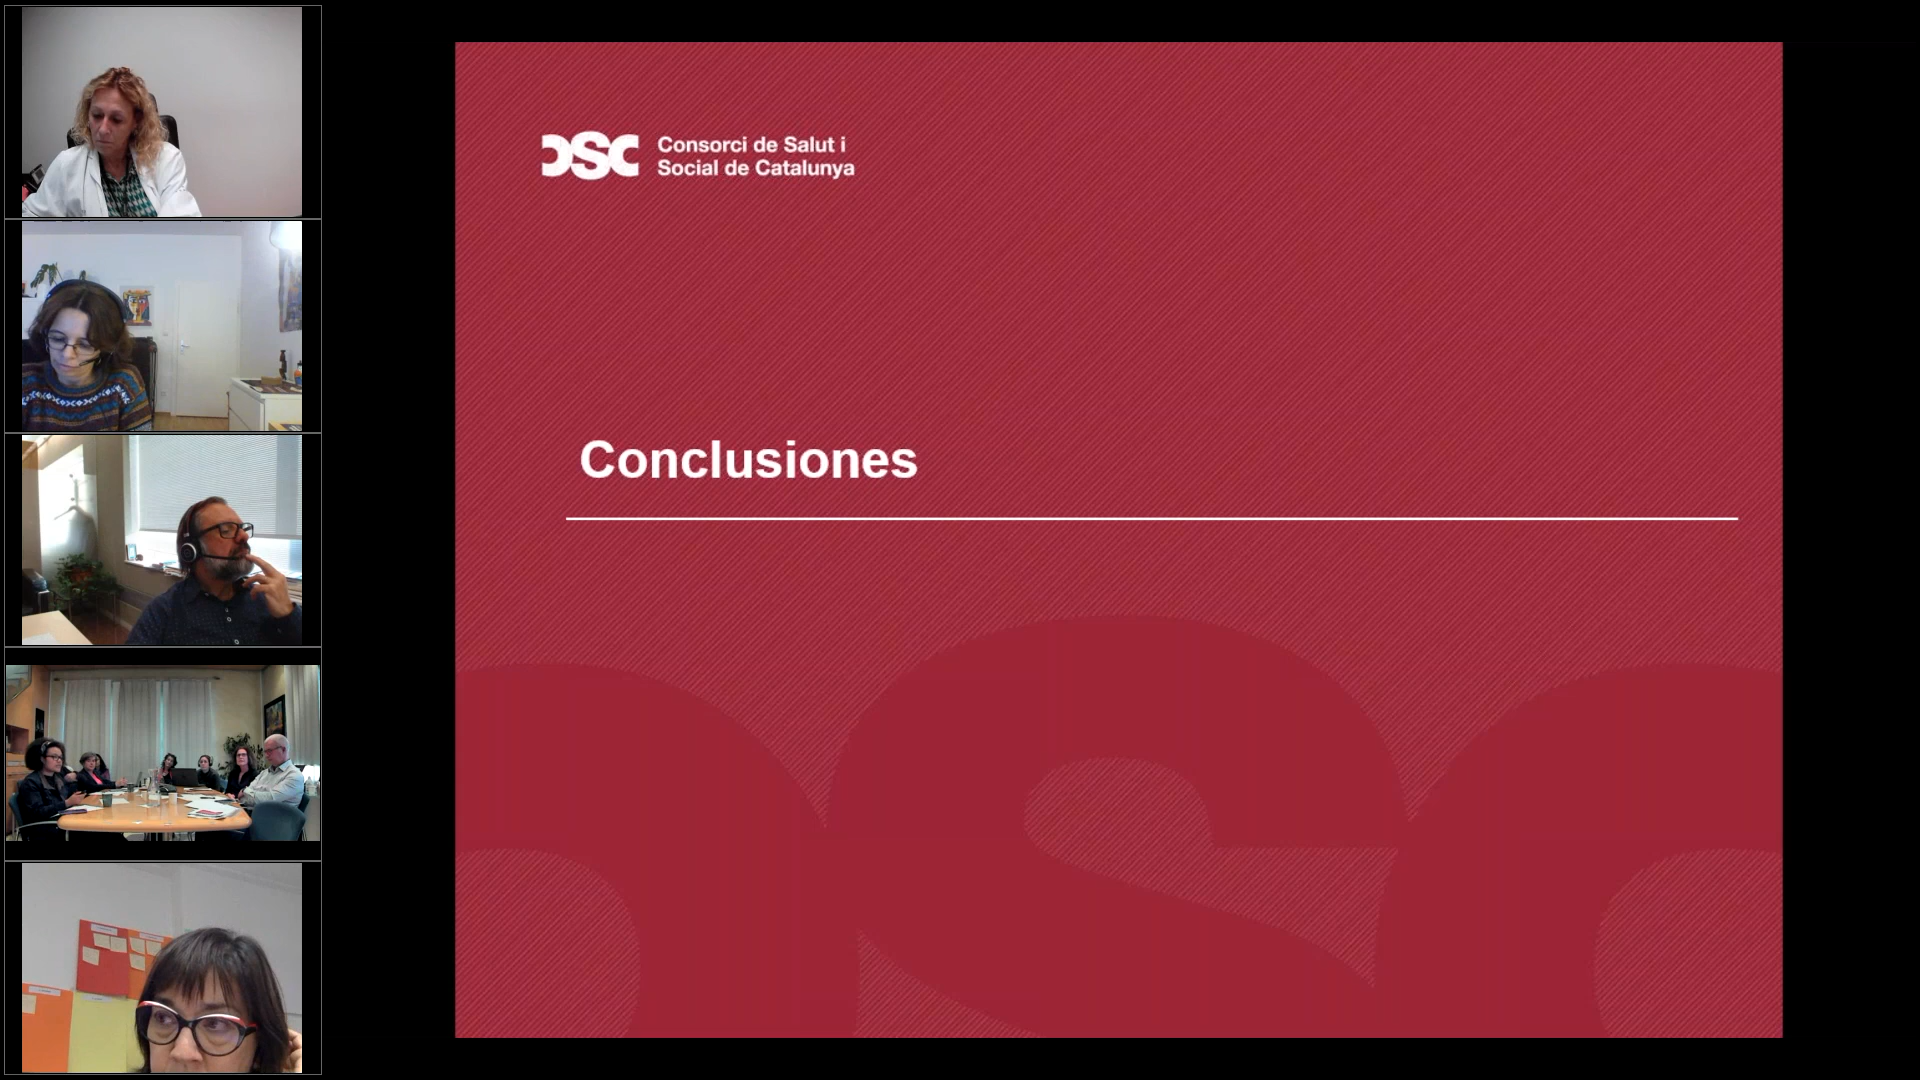 CSC
Consorci de Salut i
Social de Catalunya
Conclusiones